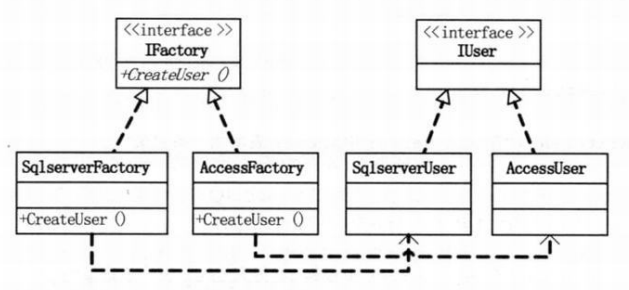 <<interface >>
IFactory
+CreateUser ()
<<interface >>
IUser
SqlserverFactory
+CreateUser ()
AccessFactory
+CreateUser ()
SqlserverUser
AccessUser